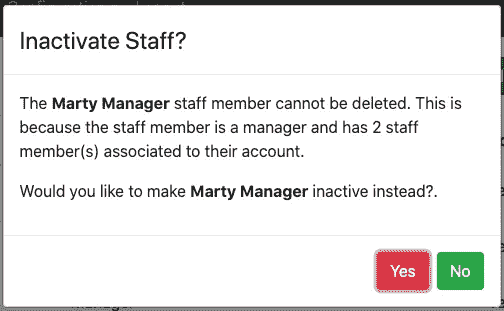 Inactivate Staff?
The Marty Manager staff member cannot be deleted. This is
because the staff member is a manager and has 2 staff
member(s) associated to their account.
Would you like to make Marty Manager inactive instead?.
Yes
No